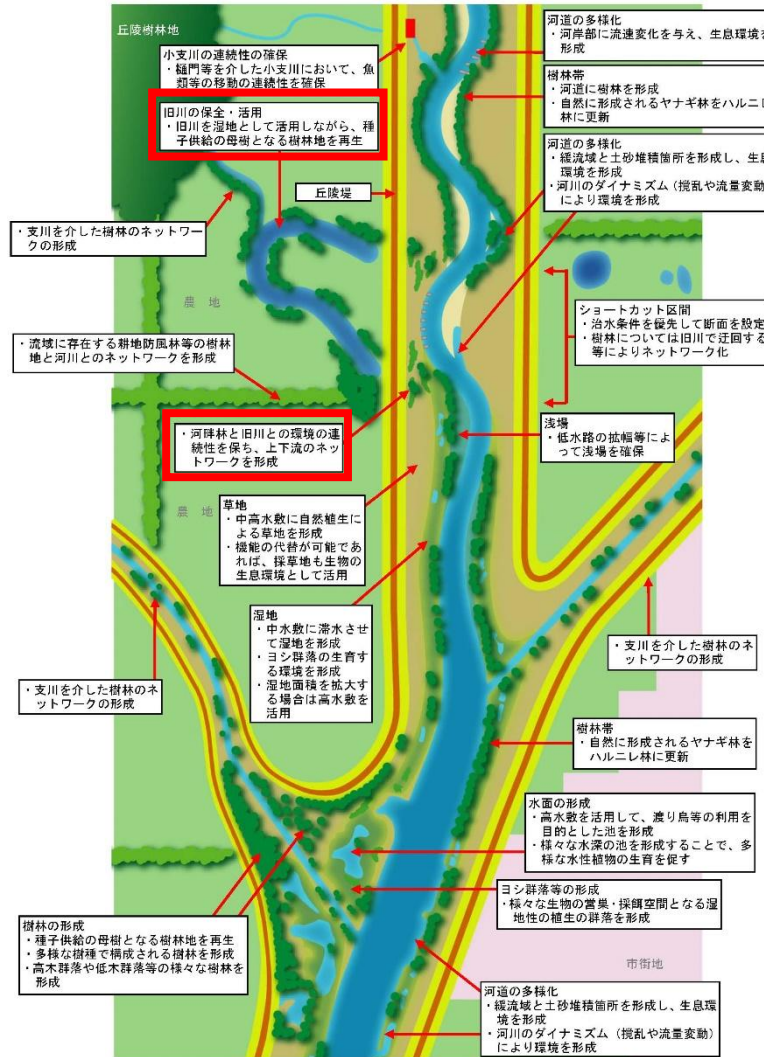 丘陵樹林地
小支川の連続性の確保
・樋門等を介した小支川において、魚
類等の移動の連続性を確保
旧川の保全・活用
・旧川を湿地として活用しながら、種
子供給の母樹となる樹林地を再生
丘陵堤
・支川を介した樹林のネットワー
クの形成
農地
・流域に存在する耕地防風林等の樹林
地と河川とのネットワークを形成
・河畔林と旧川との環境の連
続性を保ち、上下流のネッ
トワークを形成
農地
草地
・中高水敷に自然植生によ
る草地を形成
・機能の代替が可能であ
れば、採草地も生物の
生息環境として活用
湿地
・中水敷に滞水させ
て湿地を形成
・ヨシ群落の生育す
る環境を形成
・湿地面積を拡大す
る場合は高水敷を
活用
・支川を介した樹林のネ
ットワークの形成
樹林の形成
・種子供給の母樹となる樹林地を再生
・多様な樹種で構成される樹林を形成
・高木群落や低木群落等の様々な樹林を
形成
河道の多様化
・河岸部に流速変化を与え、生息環境を
形成
樹林帯
・河道に樹林を形成
・自然に形成されるヤナギ林をハルニレ
林に更新
河道の多様化
・緩流域と土砂堆積箇所を形成し、生息
環境を形成
・河川のダイナミズム（撹乱や流量変動）
により環境を形成
ショートカット区間
・治水条件を優先して断面を設定
・樹林については旧川で迂回する
等によりネットワーク化
浅場
・低水路の拡幅等によ
って浅場を確保
・支川を介した樹林のネ
ットワークの形成
樹林帯
・自然に形成されるヤナギ林を
ハルニレ林に更新
水面の形成
・高水敷を活用して、渡り鳥等の利用を
目的とした池を形成
・様々な水深の池を形成することで、多
様な水性植物の生育を促す
ヨシ群落等の形成
・様々な生物の営巣・採餌空間となる湿
地性の植生の群落を形成
市街地
河道の多様化
・緩流域と土砂堆積箇所を形成し、生息環
境を形成
・河川のダイナミズム（撹乱や流量変動）
により環境を形成